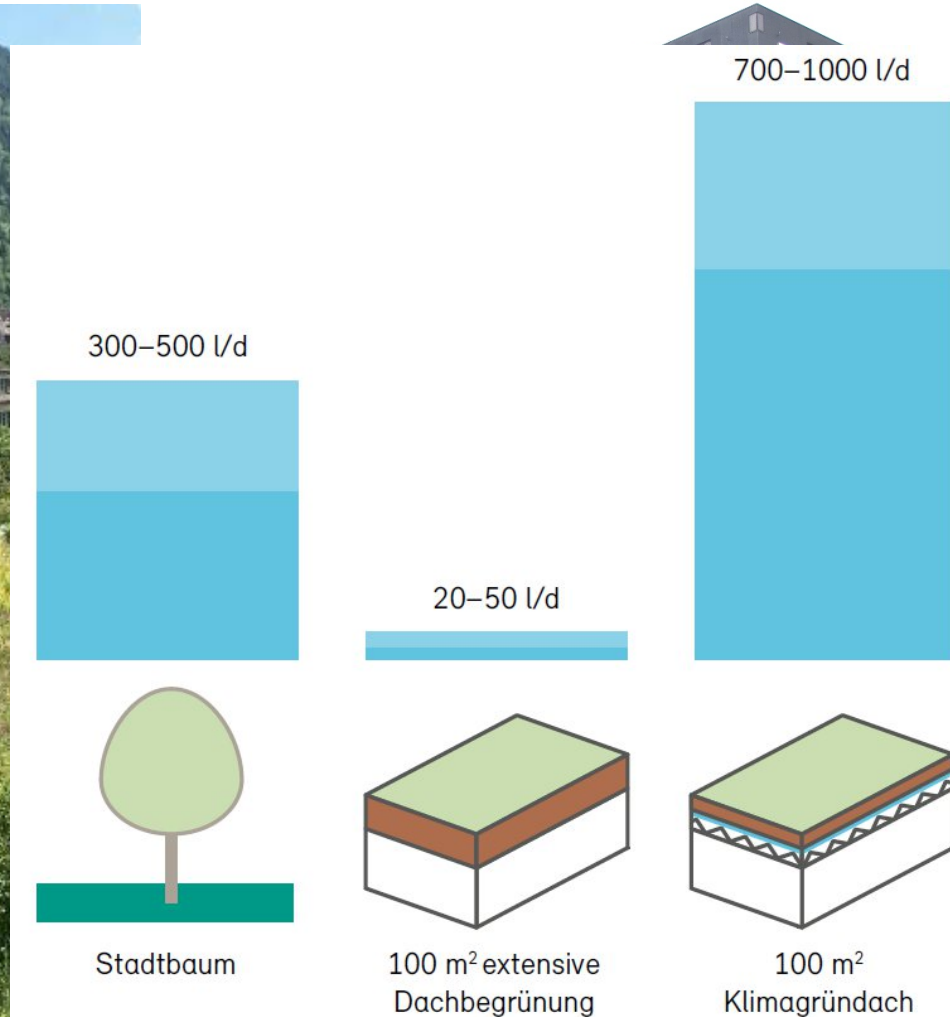 700–1000 l/d
300–500 l/d
20–50 l/d
Stadtbaum
100 m² extensive
Dachbegrünung
100 m²
Klimagründach